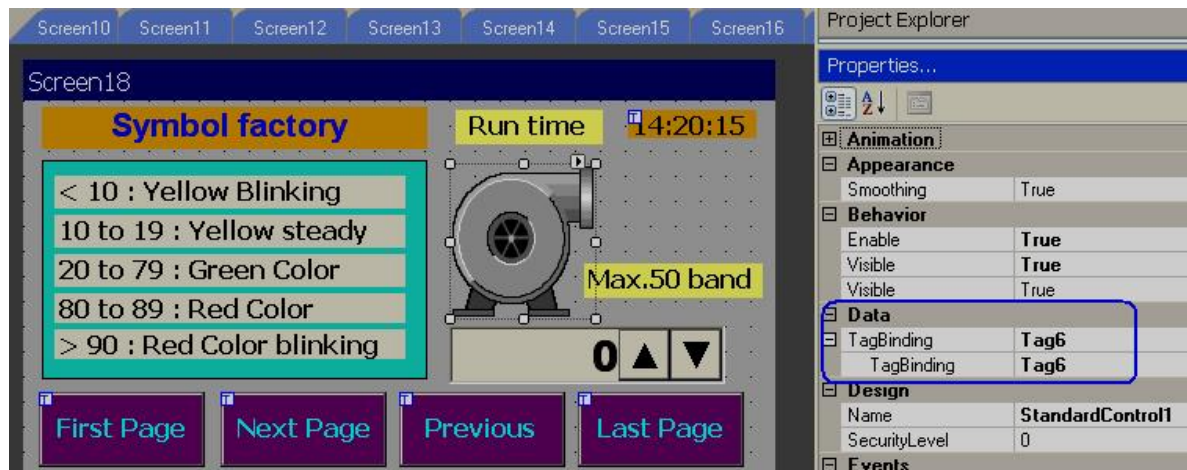 Screen10 Screen11 Screen12 Screen13 Screen14 Screen15 Screen16
Screen18
Symbol factory
Run time
T 14:20:15
< 10 : Yellow Blinking
10 to 19 : Yellow steady
20 to 79 : Green Color
80 to 89 : Red Color
> 90 : Red Color blinking
Max.50 band
0
T First Page
T Next Page
T Previous
T Last Page
Project Explorer
Properties...
Animation
Appearance
Smoothing True
Behavior
Enable True
Visible True
Visible True
Data
TagBinding Tag6
TagBinding Tag6
Design
Name StandardControl1
SecurityLevel 0
Events